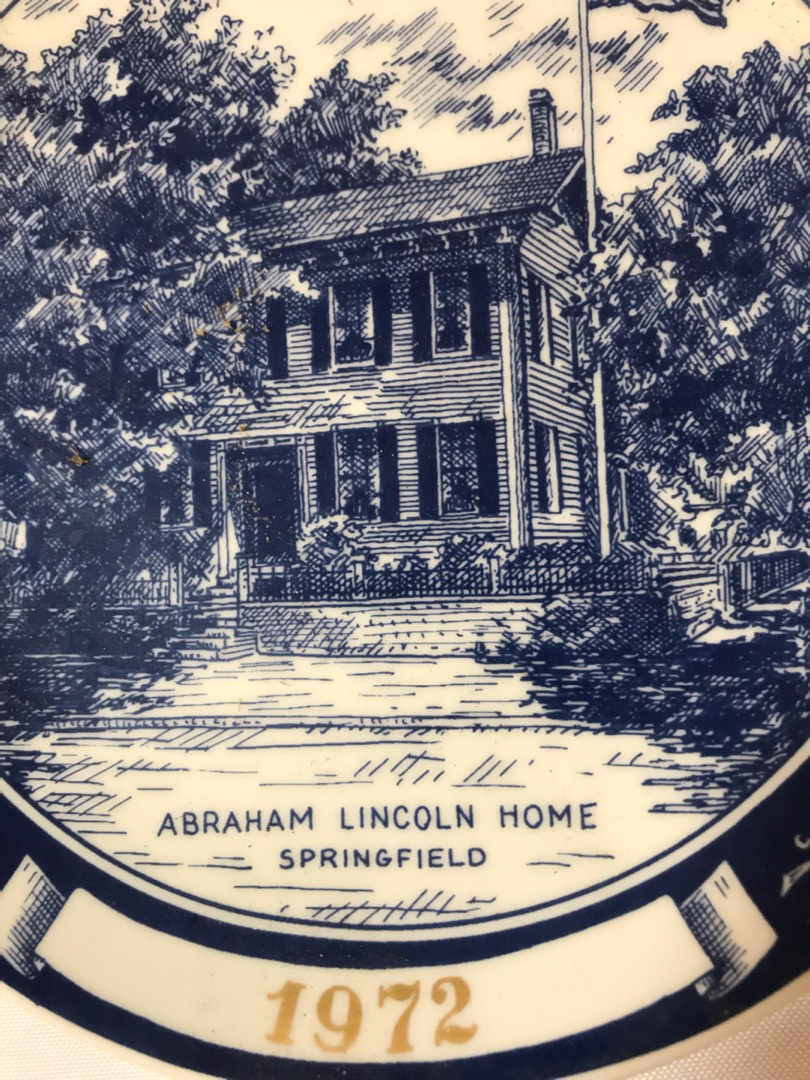 ABRAHAM LINCOLN HOME
SPRINGFIELD
1972